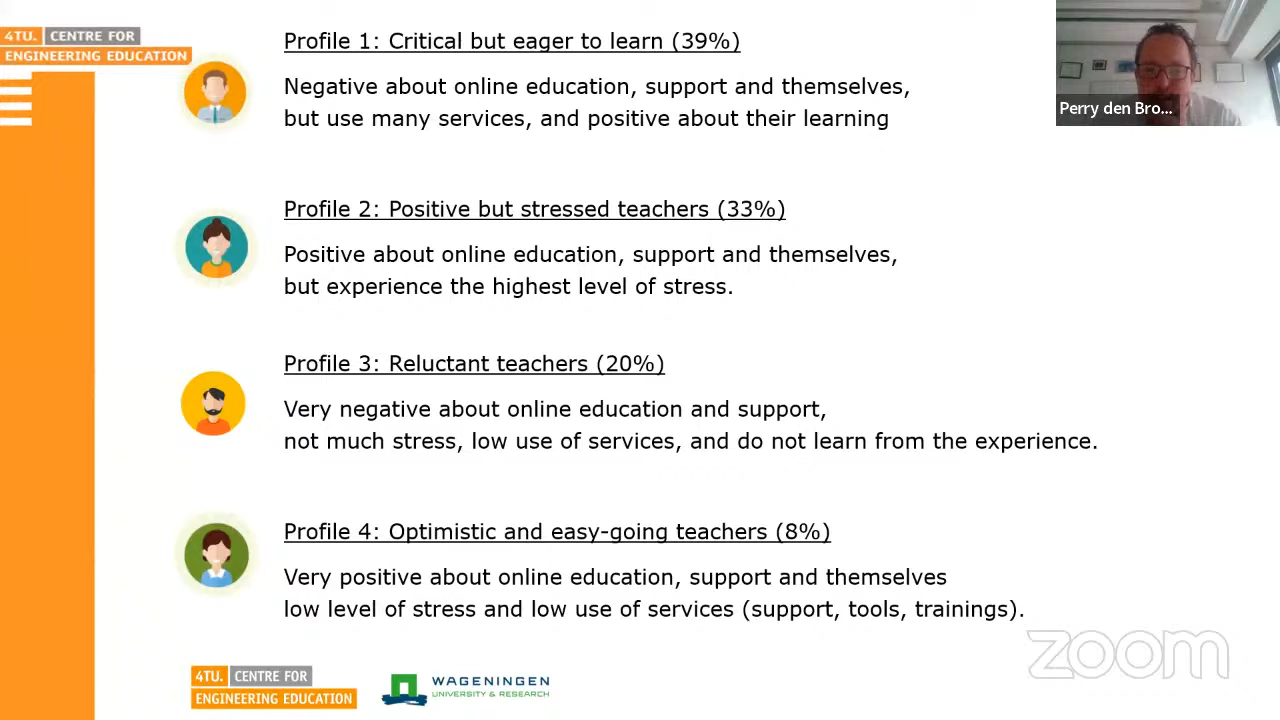 4TU. CENTRE FOR
ENGINEERING EDUCATION
Profile 1: Critical but eager to learn (39%)
Negative about online education, support and themselves,
but use many services, and positive about their learning
Perry den Bro...
Profile 2: Positive but stressed teachers (33%)
Positive about online education, support and themselves,
but experience the highest level of stress.
Profile 3: Reluctant teachers (20%)
Very negative about online education and support,
not much stress, low use of services, and do not learn from the experience.
Profile 4: Optimistic and easy-going teachers (8%)
Very positive about online education, support and themselves
low level of stress and low use of services (support, tools, trainings).
zoom
4TU. CENTRE FOR
ENGINEERING EDUCATION
WAGENINGEN
UNIVERSITY & RESEARCH